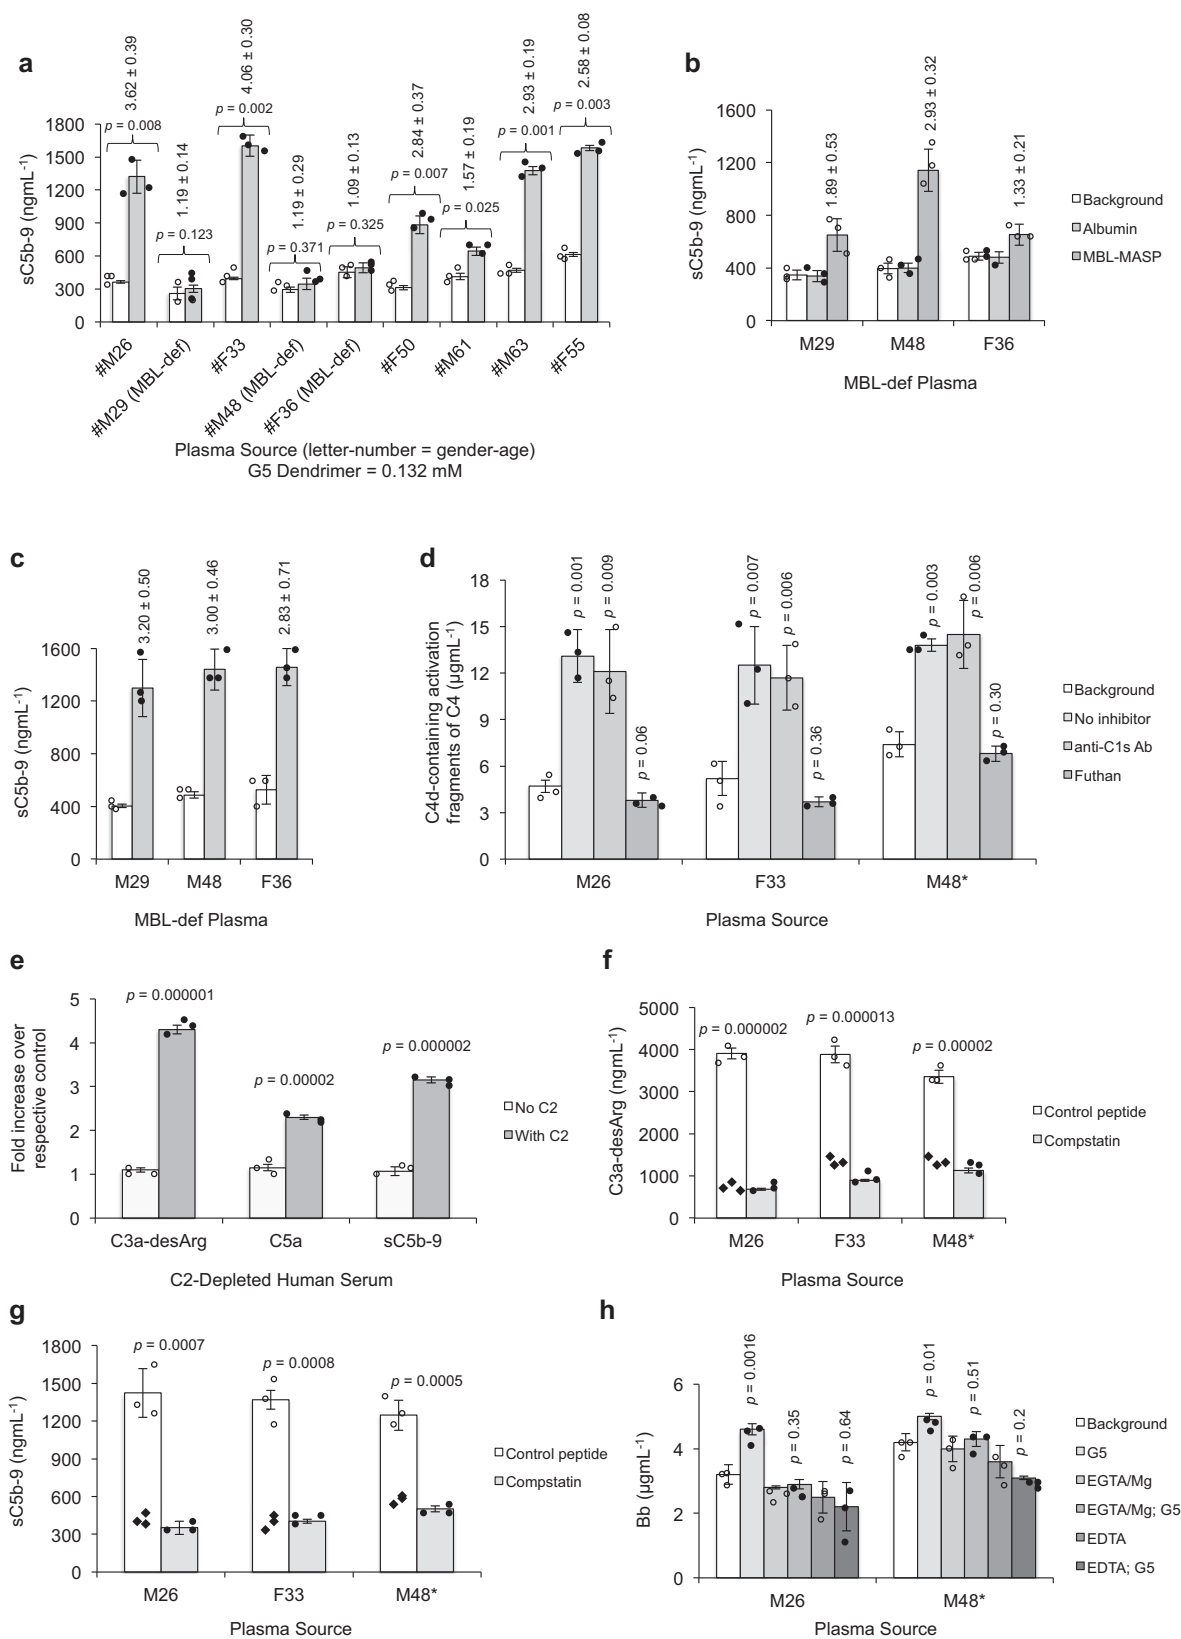 a
3.62 ± 0.39
1.19 ± 0.14
4.06 ± 0.30
1.19 ± 0.29
1.09 ± 0.13
2.84 ± 0.37
1.57 ± 0.19
2.93 ± 0.19
2.58 ± 0.08
p = 0.008
p = 0.123
p = 0.002
p = 0.371
p = 0.325
p = 0.007
p = 0.025
p = 0.001
p = 0.003
sC5b-9 (ngmL-1)
1800
1500
1200
900
600
300
0
#M26
#M29 (MBL-def)
#F33
#M48 (MBL-def)
#F36 (MBL-def)
#F50
#M61
#M63
#F55
Plasma Source (letter-number = gender-age)
G5 Dendrimer = 0.132 mM
b
1.89 ± 0.53
2.93 ± 0.32
1.33 ± 0.21
sC5b-9 (ngmL-1)
1600
1200
800
400
0
M29
M48
F36
MBL-def Plasma
Background
Albumin
MBL-MASP
c
3.20 ± 0.50
3.00 ± 0.46
2.83 ± 0.71
sC5b-9 (ngmL-1)
1600
1200
800
400
0
M29
M48
F36
MBL-def Plasma
d
p = 0.001
p = 0.009
p = 0.06
p = 0.007
p = 0.006
p = 0.36
p = 0.003
p = 0.006
p = 0.30
C4d-containing activation
fragments of C4 (µgmL-1)
18
15
12
9
6
3
0
M26
F33
M48*
Plasma Source
Background
No inhibitor
anti-C1s Ab
Futhan
e
p = 0.000001
p = 0.00002
p = 0.000002
Fold increase over
respective control
5
4
3
2
1
0
C3a-desArg
C5a
sC5b-9
C2-Depleted Human Serum
No C2
With C2
f
p = 0.000002
p = 0.000013
p = 0.00002
C3a-desArg (ngmL-1)
5000
4000
3000
2000
1000
0
M26
F33
M48*
Plasma Source
Control peptide
Compstatin
g
p = 0.0007
p = 0.0008
p = 0.0005
sC5b-9 (ngmL-1)
1800
1500
1200
900
600
300
0
M26
F33
M48*
Plasma Source
Control peptide
Compstatin
h
p = 0.0016
p = 0.35
p = 0.64
p = 0.01
p = 0.51
p = 0.2
Bb (µgmL-1)
6
4
2
0
M26
M48*
Plasma Source
Background
G5
EGTA/Mg
EGTA/Mg; G5
EDTA
EDTA; G5